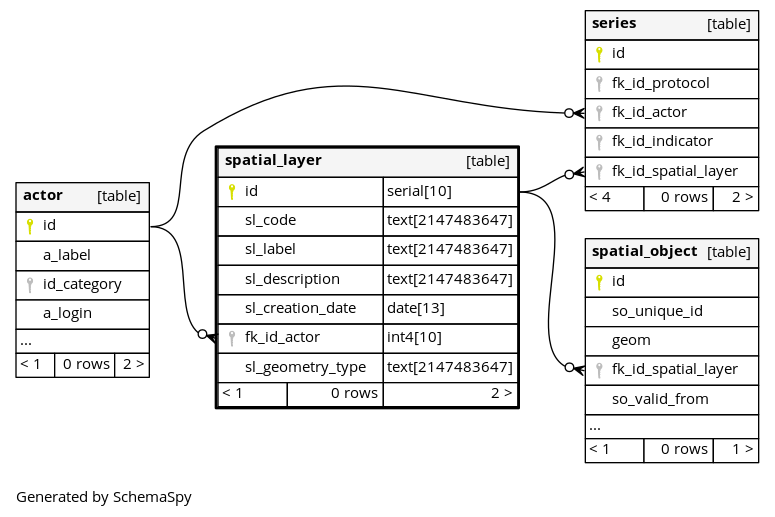 series [table]
id
fk_id_protocol
fk_id_actor
fk_id_indicator
fk_id_spatial_layer
< 4 0 rows 2 >
spatial_layer [table]
id serial[10]
sl_code text[2147483647]
sl_label text[2147483647]
sl_description text[2147483647]
sl_creation_date date[13]
fk_id_actor int4[10]
sl_geometry_type text[2147483647]
< 1 0 rows 2 >
actor [table]
id
a_label
id_category
a_login
...
< 1 0 rows 2 >
spatial_object [table]
id
so_unique_id
geom
fk_id_spatial_layer
so_valid_from
...
< 1 0 rows 1 >
Generated by SchemaSpy